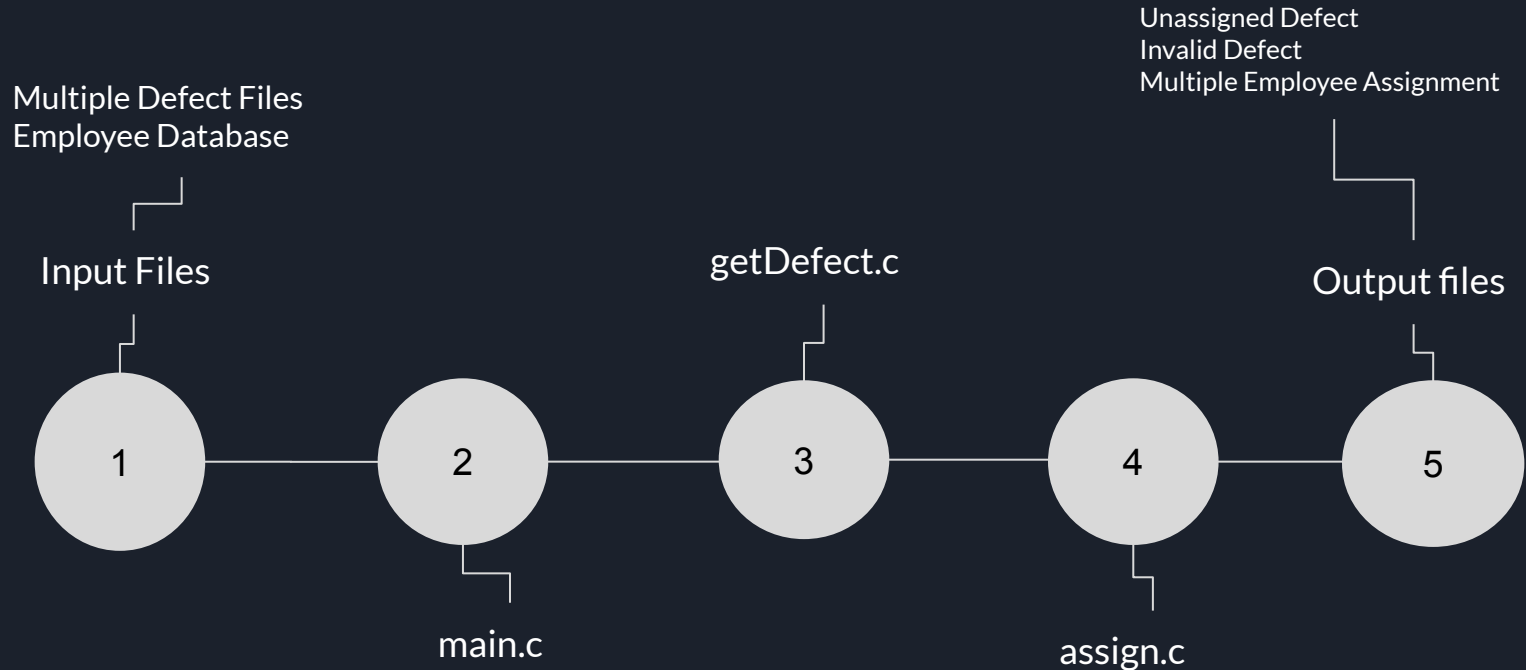 Unassigned Defect
Invalid Defect
Multiple Employee Assignment
Multiple Defect Files
Employee Database
Input Files
getDefect.c
Output files
1
2
3
4
5
main.c
assign.c